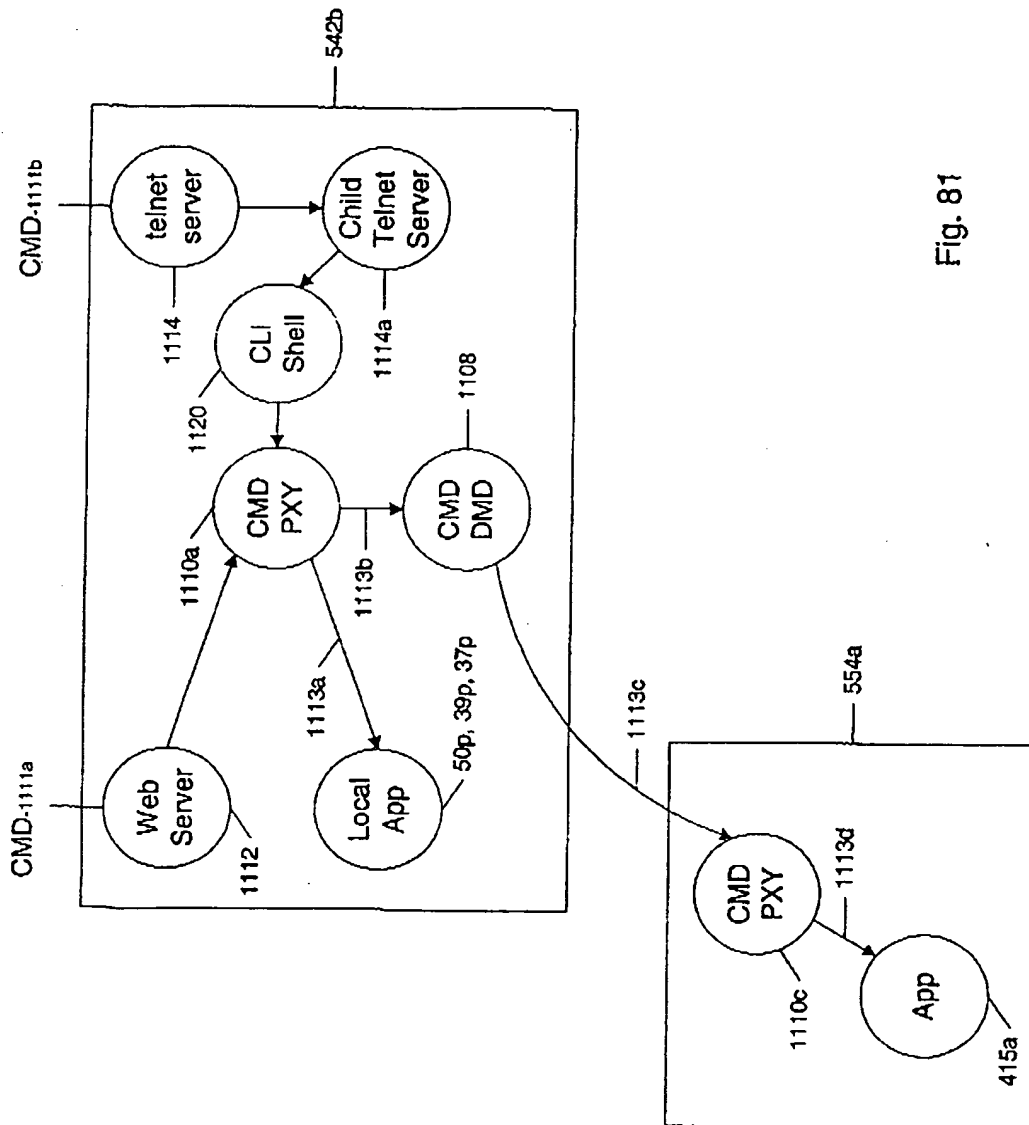 CMD-1111a
CMD-1111b
542b
Web
Server
1112
telnet
server
1114
Child
Telnet
Server
1114a
CLI
Shell
1120
CMD
PXY
1110a
1113a
1113b
Local
App
50p, 39p, 37p
CMD
DMD
1108
1113c
554a
CMD
PXY
1110c
1113d
App
415a
Fig. 81